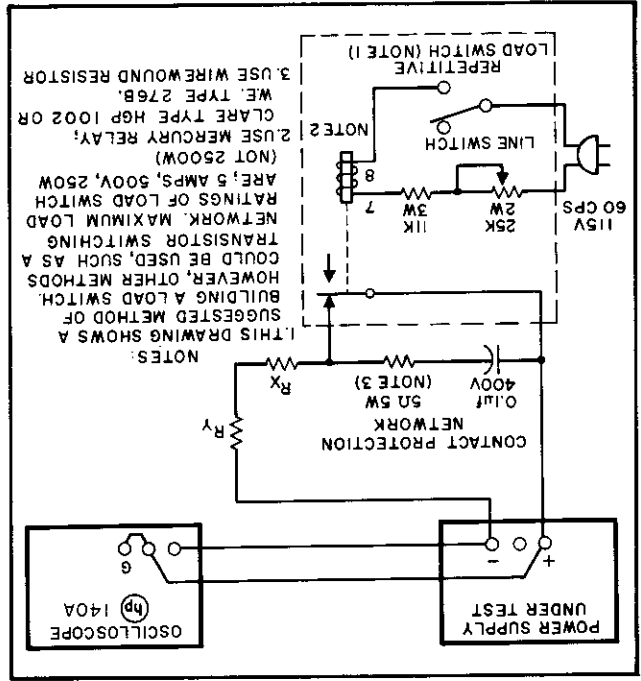 POWER SUPPLY
UNDER TEST
+
-
OSCILLOSCOPE
hp 140A
G
CONTACT PROTECTION
NETWORK
0.1uf
400V
5Ω 5W
(NOTE 3)
RX
RY
115V
60 CPS
25K
2W
11K
3W
7
8
NOTE 2
LINE SWITCH
REPETITIVE
LOAD SWITCH (NOTE 1)
NOTES:
1. THIS DRAWING SHOWS A
SUGGESTED METHOD OF
BUILDING A LOAD SWITCH.
HOWEVER, OTHER METHODS
COULD BE USED, SUCH AS A
TRANSISTOR SWITCHING
NETWORK. MAXIMUM LOAD
RATINGS OF LOAD SWITCH
ARE; 5 AMPS, 500V, 250W
(NOT 2500W)
2. USE MERCURY RELAY;
CLARE TYPE HGP 1002 OR
W.E. TYPE 276B.
3. USE WIREWOUND RESISTOR